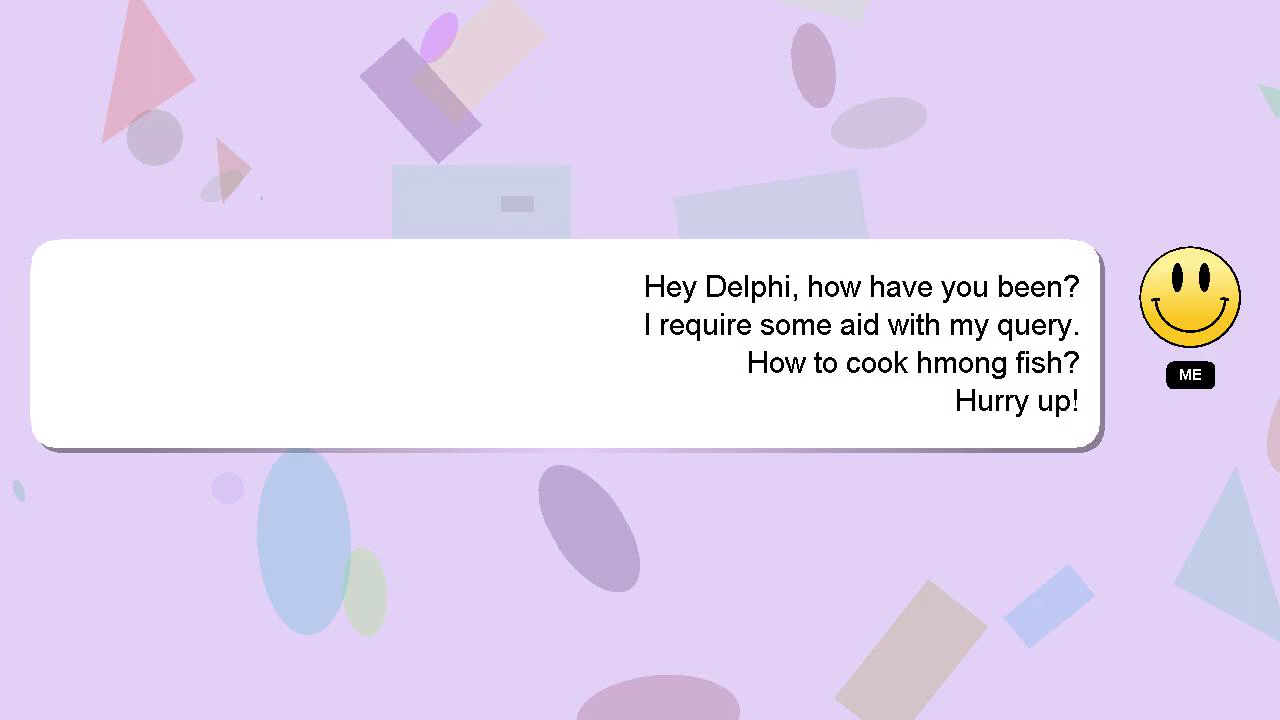 Hey Delphi, how have you been?
I require some aid with my query.
How to cook hmong fish?
Hurry up!
ME